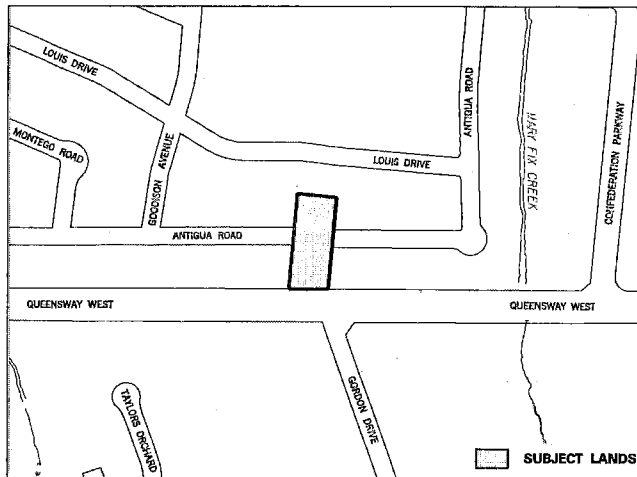 LOUIS DRIVE
MONTEGO ROAD
GOODISON AVENUE
ANTIGUA ROAD
MARY FIX CREEK
CONFEDERATION PARKWAY
LOUIS DRIVE
ANTIGUA ROAD
QUEENSWAY WEST
QUEENSWAY WEST
GORDON DRIVE
TAYLORS ORCHARD
SUBJECT LANDS